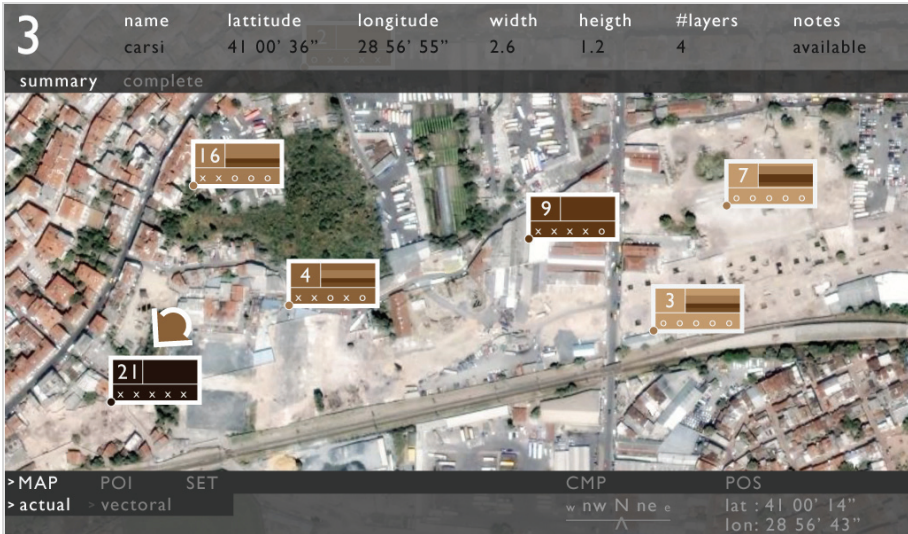 3 name lattitude longitude width heigth #layers notes
carsi 41 00' 36" 28 56' 55" 2.6 1.2 4 available
2
summary complete
16
x x o o o
7
o o o o o
9
x x x x o
4
x x o x o
3
o o o o o
21
x x x x x
>MAP POI SET CMP POS
>actual >vectoral w nw N ne e lat : 41 00' 14"
lon: 28 56' 43"